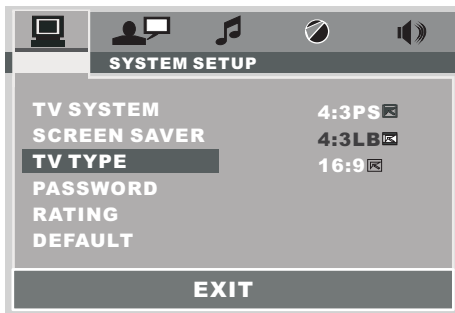 SYSTEM SETUP
TV SYSTEM 4:3PS
SCREEN SAVER 4:3LB
TV TYPE 16:9
PASSWORD
RATING
DEFAULT
EXIT